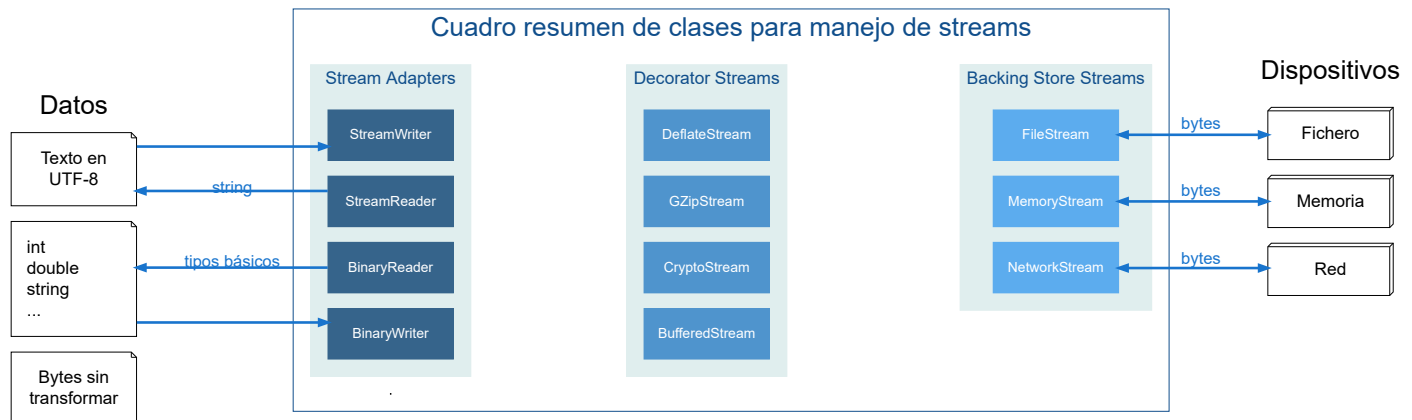 Cuadro resumen de clases para manejo de streams
Datos
Texto en
UTF-8
int
double
string
...
Bytes sin
transformar
string
tipos básicos
Stream Adapters
StreamWriter
StreamReader
BinaryReader
BinaryWriter
.
Decorator Streams
DeflateStream
GZipStream
CryptoStream
BufferedStream
Backing Store Streams
FileStream
MemoryStream
NetworkStream
bytes
bytes
bytes
Dispositivos
Fichero
Memoria
Red